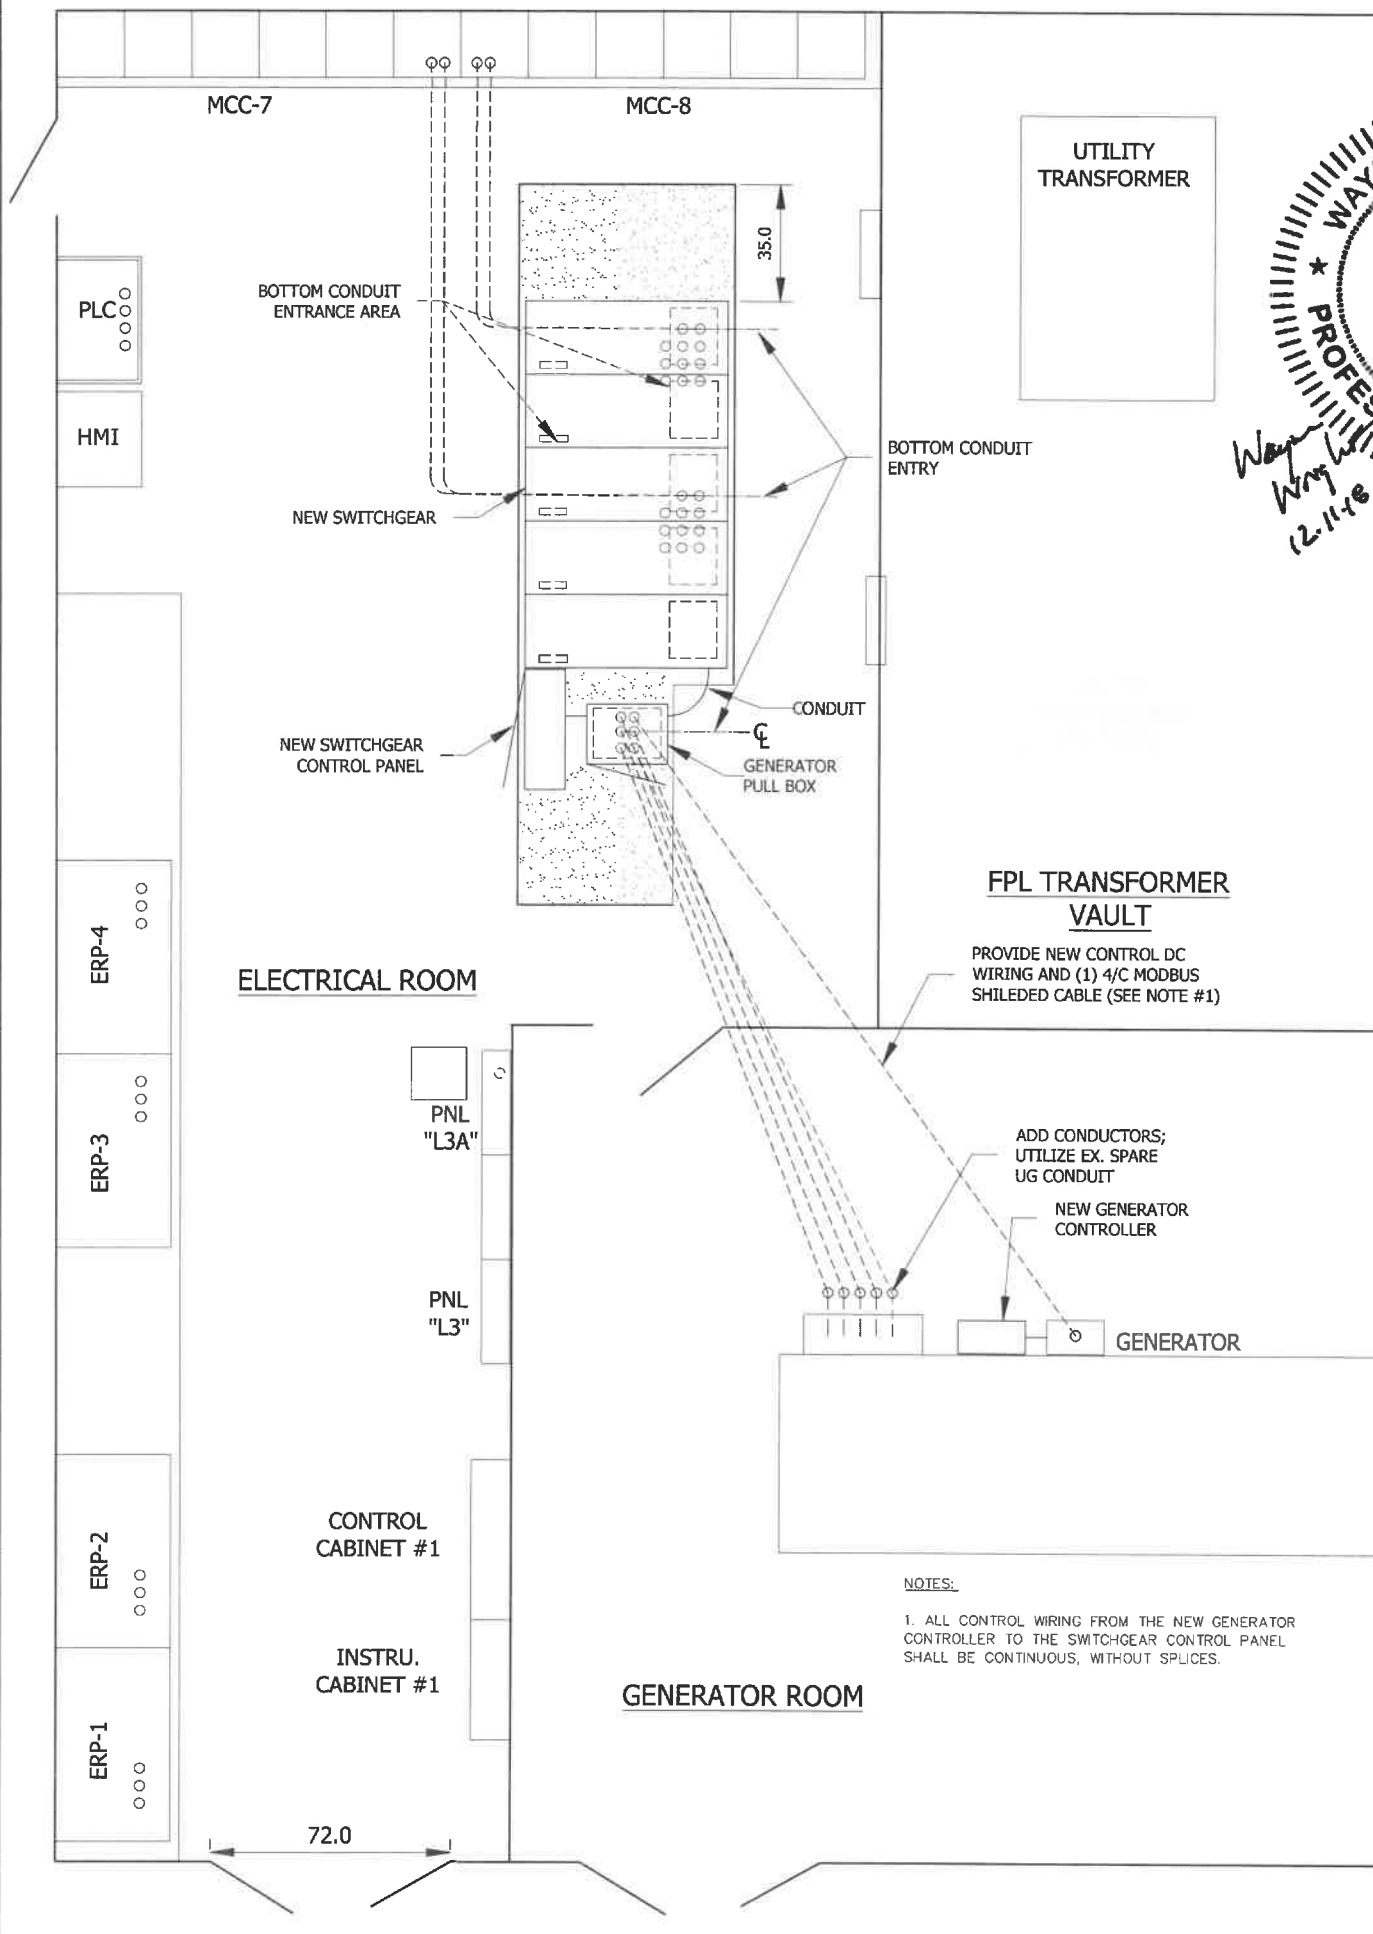 MCC-7
MCC-8
UTILITY
TRANSFORMER
★ PROFES
35.0
BOTTOM CONDUIT
ENTRANCE AREA
PLC
HMI
BOTTOM CONDUIT
ENTRY
NEW SWITCHGEAR
12-11-18
CONDUIT
NEW SWITCHGEAR
CONTROL PANEL
GENERATOR
PULL BOX
FPL TRANSFORMER
VAULT
PROVIDE NEW CONTROL DC
WIRING AND (1) 4/C MODBUS
SHILEDED CABLE (SEE NOTE #1)
ERP-4
ELECTRICAL ROOM
ERP-3
PNL
"L3A"
ADD CONDUCTORS;
UTILIZE EX. SPARE
UG CONDUIT
NEW GENERATOR
CONTROLLER
PNL
"L3"
GENERATOR
ERP-2
CONTROL
CABINET #1
NOTES:
1. ALL CONTROL WIRING FROM THE NEW GENERATOR
CONTROLLER TO THE SWITCHGEAR CONTROL PANEL
SHALL BE CONTINUOUS, WITHOUT SPLICES.
INSTRU.
CABINET #1
GENERATOR ROOM
ERP-1
72.0